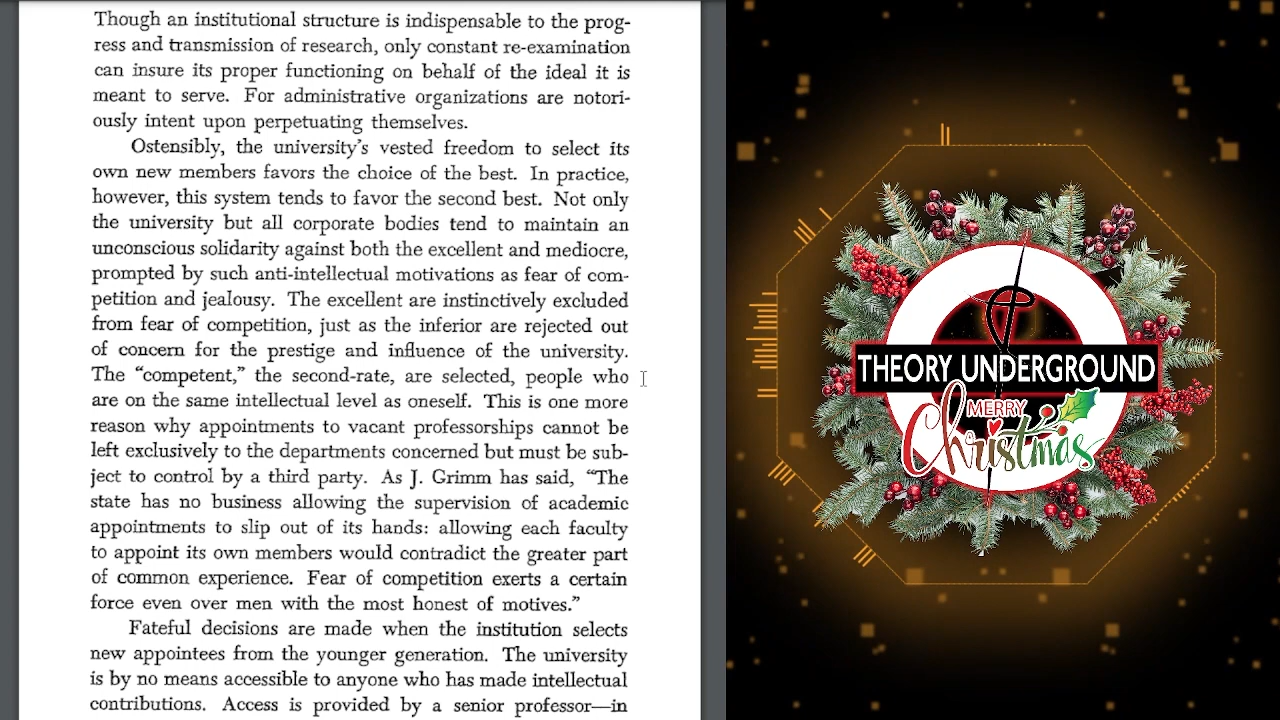 Though an institutional structure is indispensable to the prog-
ress and transmission of research, only constant re-examination
can insure its proper functioning on behalf of the ideal it is
meant to serve. For administrative organizations are notori-
ously intent upon perpetuating themselves.
Ostensibly, the university's vested freedom to select its
own new members favors the choice of the best. In practice,
however, this system tends to favor the second best. Not only
the university but all corporate bodies tend to maintain an
unconscious solidarity against both the excellent and mediocre,
prompted by such anti-intellectual motivations as fear of com-
petition and jealousy. The excellent are instinctively excluded
from fear of competition, just as the inferior are rejected out
of concern for the prestige and influence of the university.
The "competent," the second-rate, are selected, people who
are on the same intellectual level as oneself. This is one more
reason why appointments to vacant professorships cannot be
left exclusively to the departments concerned but must be sub-
ject to control by a third party. As J. Grimm has said, "The
state has no business allowing the supervision of academic
appointments to slip out of its hands: allowing each faculty
to appoint its own members would contradict the greater part
of common experience. Fear of competition exerts a certain
force even over men with the most honest of motives."
Fateful decisions are made when the institution selects
new appointees from the younger generation. The university
is by no means accessible to anyone who has made intellectual
contributions. Access is provided by a senior professor—in
THEORY UNDERGROUND
MERRY
Christmas